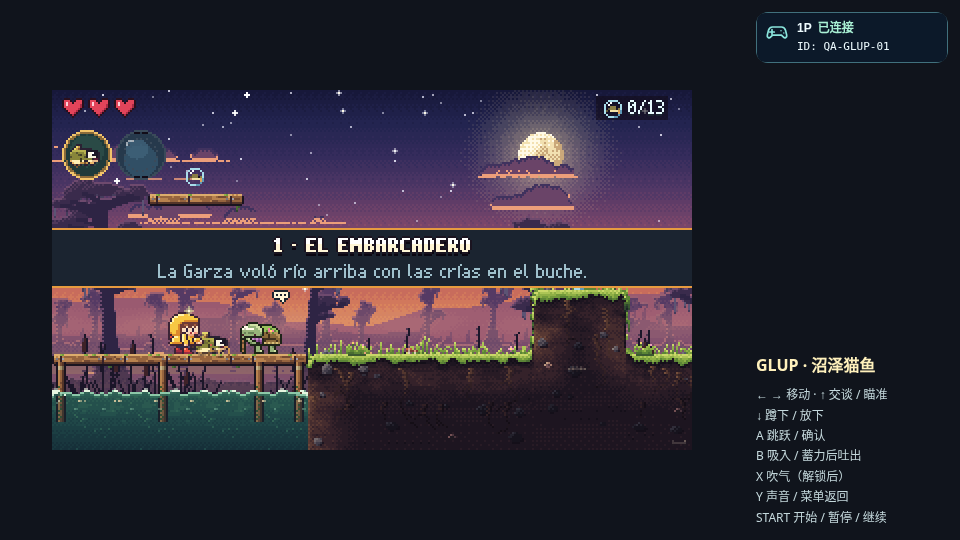 1P 已连接
ID: QA-GLUP-01
0/13
1 · EL EMBARCADERO
La Garza voló río arriba con las crías en el buche.
GLUP · 沼泽猫鱼
← → 移动 · ↑ 交谈 / 瞄准
↓ 蹲下 / 放下
A 跳跃 / 确认
B 吸入 / 蓄力后吐出
X 吹气（解锁后）
Y 声音 / 菜单返回
START 开始 / 暂停 / 继续